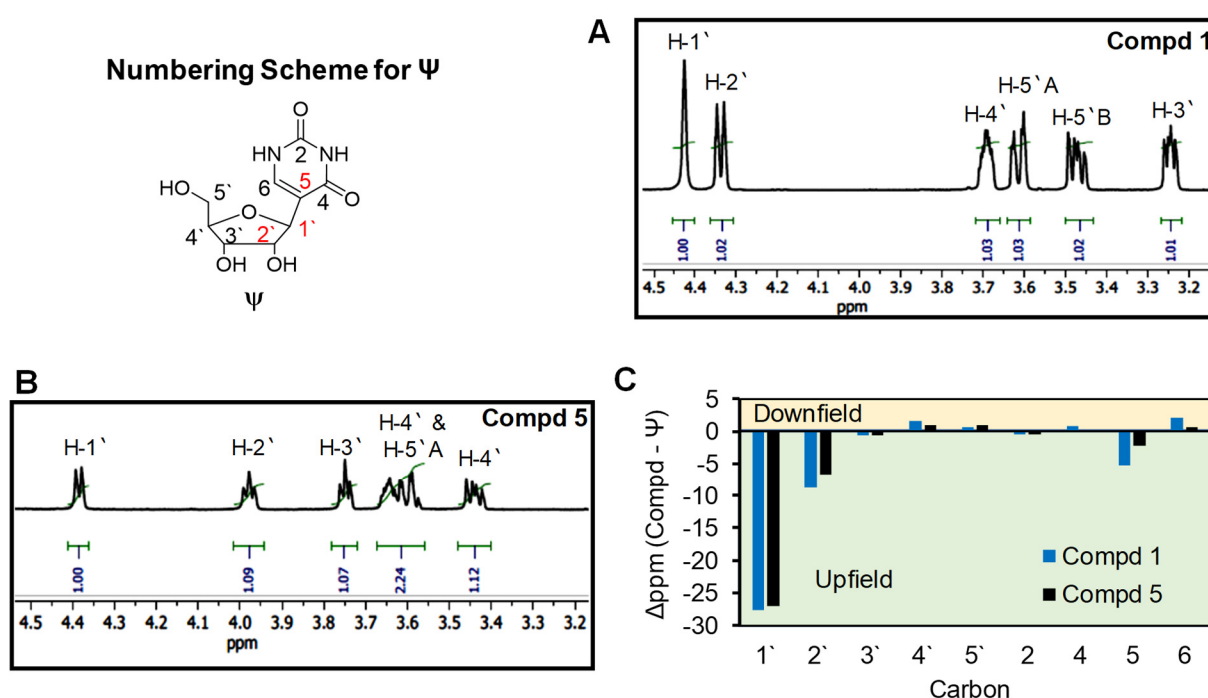 Numbering Scheme for Ψ
O
2
HN
NH
6
5
4
O
HO
5`
O
1`
4`
3`
2`
OH
OH
Ψ
A
Compd 1
H-1`
H-2`
H-4`
H-5`A
H-5`B
H-3`
1.00
1.02
1.03
1.03
1.02
1.01
4.5 4.4 4.3 4.2 4.1 4.0 3.9 3.8 3.7 3.6 3.5 3.4 3.3 3.2
ppm
B
Compd 5
H-1`
H-2`
H-3`
H-4` &
H-5`A
H-4`
1.00
1.09
1.07
2.24
1.12
4.5 4.4 4.3 4.2 4.1 4.0 3.9 3.8 3.7 3.6 3.5 3.4 3.3 3.2
ppm
C
Δppm (Compd - Ψ)
5
0
-5
-10
-15
-20
-25
-30
Downfield
Upfield
Compd 1
Compd 5
1` 2` 3` 4` 5` 2 4 5 6
Carbon